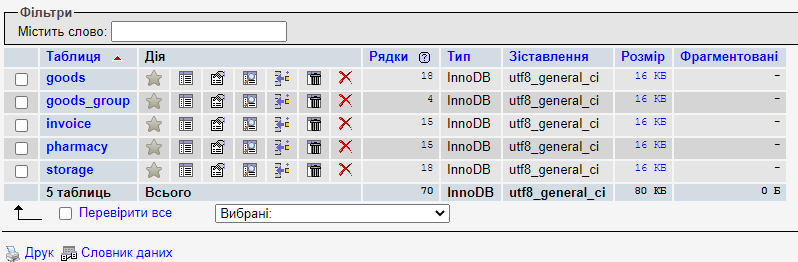 Фільтри
Містить слово:
Таблиця Дія Рядки ? Тип Зіставлення Розмір Фрагментовані
goods 18 InnoDB utf8_general_ci 16 КБ -
goods_group 4 InnoDB utf8_general_ci 16 КБ -
invoice 15 InnoDB utf8_general_ci 16 КБ -
pharmacy 15 InnoDB utf8_general_ci 16 КБ -
storage 18 InnoDB utf8_general_ci 16 КБ -
5 таблиць Всього 70 InnoDB utf8_general_ci 80 КБ 0 Б
Перевірити все Вибрані:
Друк Словник даних